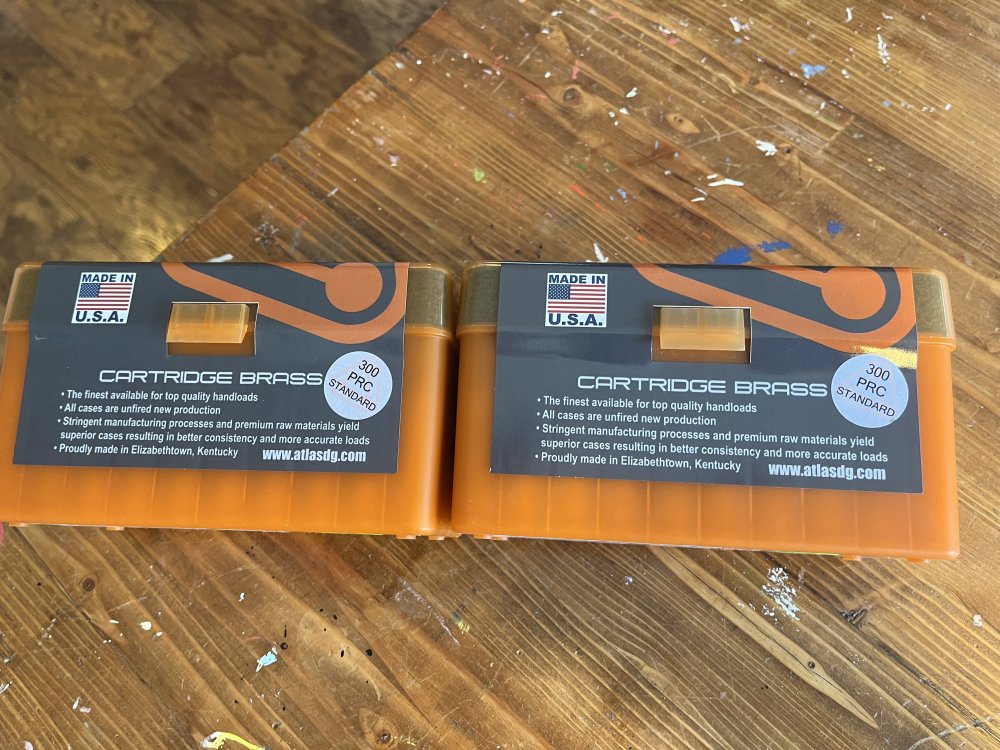 MADE IN
U.S.A.
CARTRIDGE BRASS
300
PRC
STANDARD
• The finest available for top quality handloads
• All cases are unfired new production
• Stringent manufacturing processes and premium raw materials yield
superior cases resulting in better consistency and more accurate loads
• Proudly made in Elizabethtown, Kentucky
www.atlasdg.com
MADE IN
U.S.A.
CARTRIDGE BRASS
300
PRC
STANDARD
• The finest available for top quality handloads
• All cases are unfired new production
• Stringent manufacturing processes and premium raw materials yield
superior cases resulting in better consistency and more accurate loads
• Proudly made in Elizabethtown, Kentucky
www.atlasdg.com